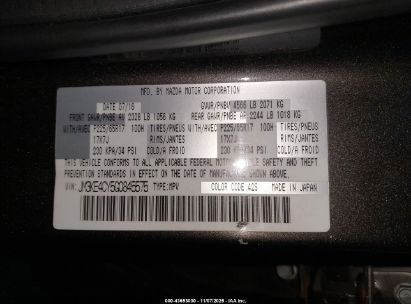 MFD. BY MAZDA MOTOR CORPORATION
DATE 07/16 GVWR/PNBV 4566 LB 2071 KG
FRONT GAWR/PNBE AV 2328 LB 1056 KG REAR GAWR/PNBE AR 2244 LB 1018 KG
WITH/AVEC P225/65R17 100H TIRES/PNEUS WITH/AVEC P225/65R17 100H TIRES/PNEUS
17X7J RIMS/JANTES 17X7J RIMS/JANTES
230 KPA/34 PSI COLD/A FROID 230 KPA/34 PSI COLD/A FROID
THIS VEHICLE CONFORMS TO ALL APPLICABLE FEDERAL MOTOR VEHICLE SAFETY AND THEFT
PREVENTION STANDARDS IN EFFECT ON THE DATE OF MANUFACTURE SHOWN ABOVE.
VIN: TYPE:MPV COLOR CODE 42S MADE IN JAPAN
000-43693030 - 11/07/2025 - IAA, Inc.